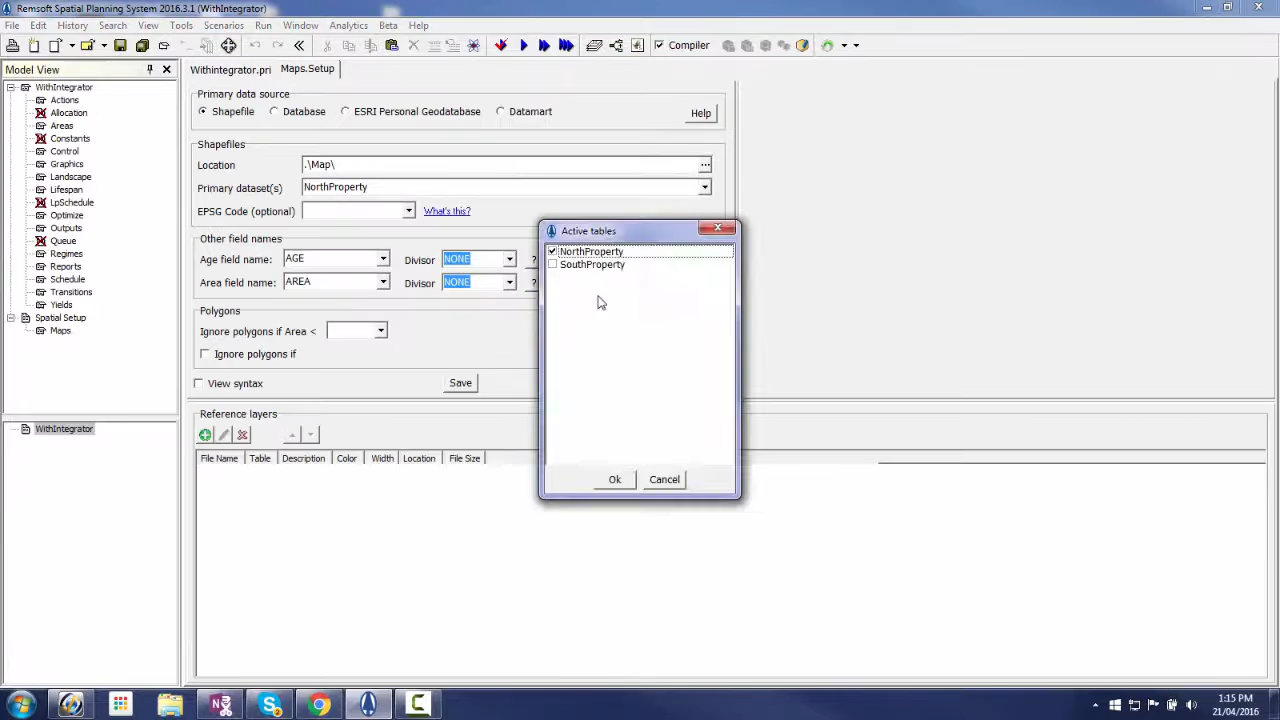 Remsoft Spatial Planning System 2016.3.1 (WithIntegrator)
File Edit History Search View Tools Scenarios Run Window Analytics Beta Help
Compiler
Model View
WithIntegrator
Actions
Allocation
Areas
Constants
Control
Graphics
Landscape
Lifespan
LpSchedule
Optimize
Outputs
Queue
Regimes
Reports
Schedule
Transitions
Yields
Spatial Setup
Maps
WithIntegrator
Withintegrator.pri Maps.Setup
Primary data source
Shapefile Database ESRI Personal Geodatabase Datamart Help
Shapefiles
Location .\Map\ ...
Primary dataset(s) NorthProperty
EPSG Code (optional) What's this?
Other field names
Age field name: AGE Divisor NONE ?
Area field name: AREA Divisor NONE ?
Polygons
Ignore polygons if Area <
Ignore polygons if
View syntax Save
Reference layers
File Name Table Description Color Width Location File Size
Active tables
NorthProperty
SouthProperty
Ok Cancel
1:15 PM
21/04/2016